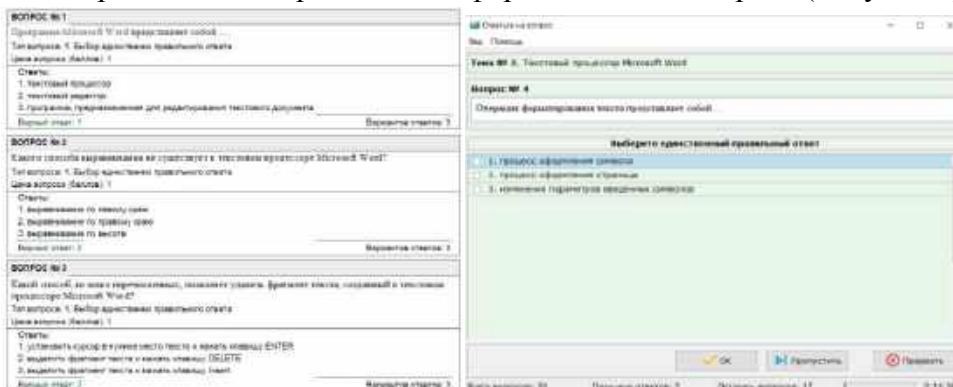 ВОПРОС № 1
Программа Microsoft Word представляет собой ...
Тип вопроса: 1. Выбор единственно правильного ответа
Цена вопроса (баллов): 1
Ответы:
1. текстовый процессор
2. текстовый редактор
3. программа, предназначенная для редактирования текстового документа
Верный ответ: 1
Вариантов ответов: 3
ВОПРОС № 2
Какого способа выравнивания не существует в текстовом процессоре Microsoft Word?
Тип вопроса: 1. Выбор единственно правильного ответа
Цена вопроса (баллов): 1
Ответы:
1. выравнивание по левому краю
2. выравнивание по правому краю
3. выравнивание по высоте
Верный ответ: 3
Вариантов ответов: 3
ВОПРОС № 3
Какой способ, из ниже перечисленных, позволяет удалить фрагмент текста, созданный в текстовом
процессоре Microsoft Word?
Тип вопроса: 1. Выбор единственно правильного ответа
Цена вопроса (баллов): 1
Ответы:
1. установить курсор в нужное место текста и нажать клавишу ENTER
2. выделить фрагмент текста и нажать клавишу DELETE
3. выделить фрагмент текста и нажать клавишу Insert
Верный ответ: 2
Вариантов ответов: 3
Ответьте на вопрос
Вид Помощь
Тема № 8. Текстовый процессор Microsoft Word
Вопрос № 4
Операция форматирования текста представляет собой ...
Выберите единственный правильный ответ
1. процесс оформления символов
2. процесс оформления страницы
3. изменение параметров введенных символов
OK
Пропустить
Прервать